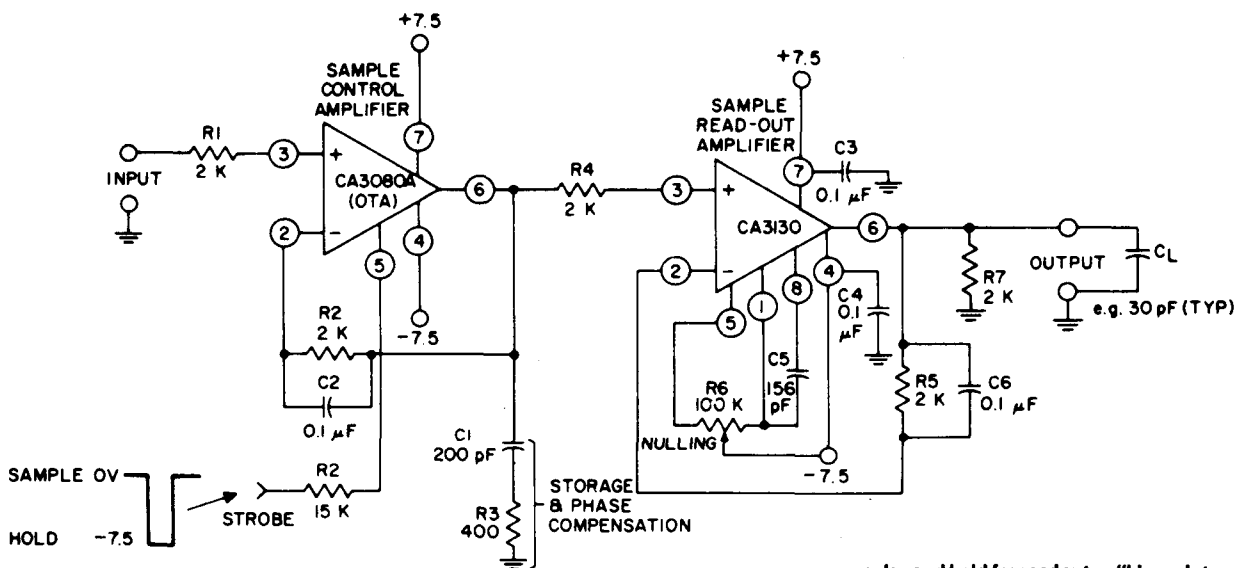 +7.5
SAMPLE
CONTROL
AMPLIFIER
7
R1
2 K
3
+
INPUT
CA3080A
(OTA)
6
2
-
5
4
-7.5
R2
2 K
C2
0.1 μF
SAMPLE 0V
HOLD -7.5
STROBE
R2
15 K
C1
200 pF
R3
400
STORAGE
& PHASE
COMPENSATION
R4
2 K
+7.5
SAMPLE
READ-OUT
AMPLIFIER
7
C3
0.1 μF
3
+
CA3130
6
2
-
5
1
8
4
C4
0.1
μF
C5
156
pF
R6
100 K
NULLING
-7.5
R5
2 K
C6
0.1 μF
R7
2 K
OUTPUT
CL
e.g. 30 pF (TYP)